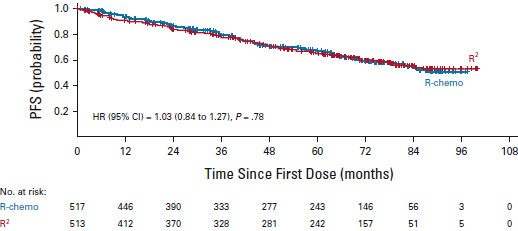 PFS (probability)
1.0
0.8
0.6
0.4
0.2
R²
R-chemo
HR (95% CI) = 1.03 (0.84 to 1.27), P = .78
0 12 24 36 48 60 72 84 96 108
Time Since First Dose (months)
No. at risk:
R-chemo 517 446 390 333 277 243 146 56 3 0
R² 513 412 370 328 281 242 157 51 5 0